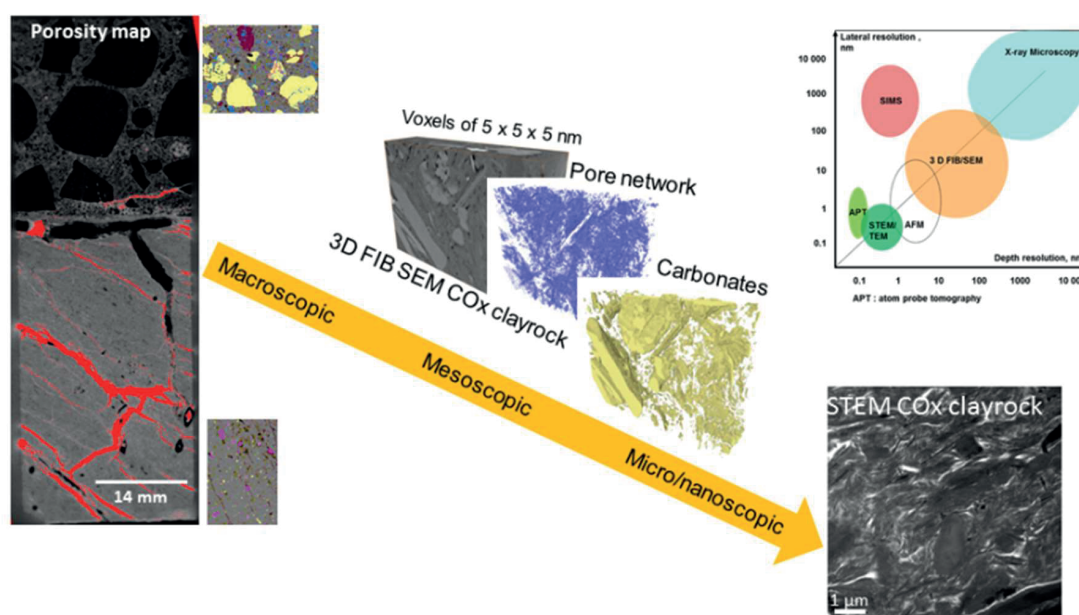 Porosity map
14 mm
Voxels of 5 x 5 x 5 nm
Pore network
Carbonates
3D FIB SEM COx clayrock
Macroscopic
Mesoscopic
Micro/nanoscopic
Lateral resolution ,
nm
10 000
1000
100
10
1
0.1
X-ray Microscopy
SIMS
3 D FIB/SEM
APT
STEM/
TEM
AFM
Depth resolution, nm
0.1 1 10 100 1000 10 00
APT : atom probe tomography
STEM COx clayrock
1 µm